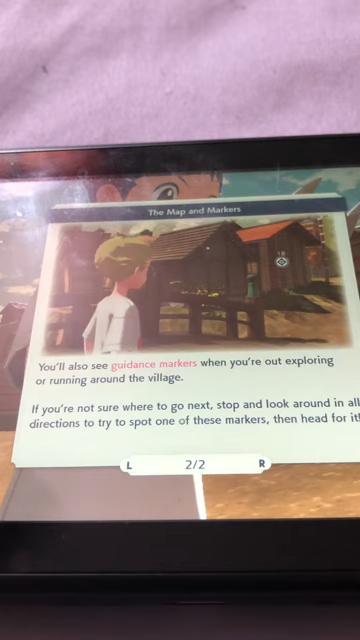 The Map and Markers
18
You'll also see guidance markers when you're out exploring
or running around the village.
If you're not sure where to go next, stop and look around in all
directions to try to spot one of these markers, then head for it!
L 2/2 R